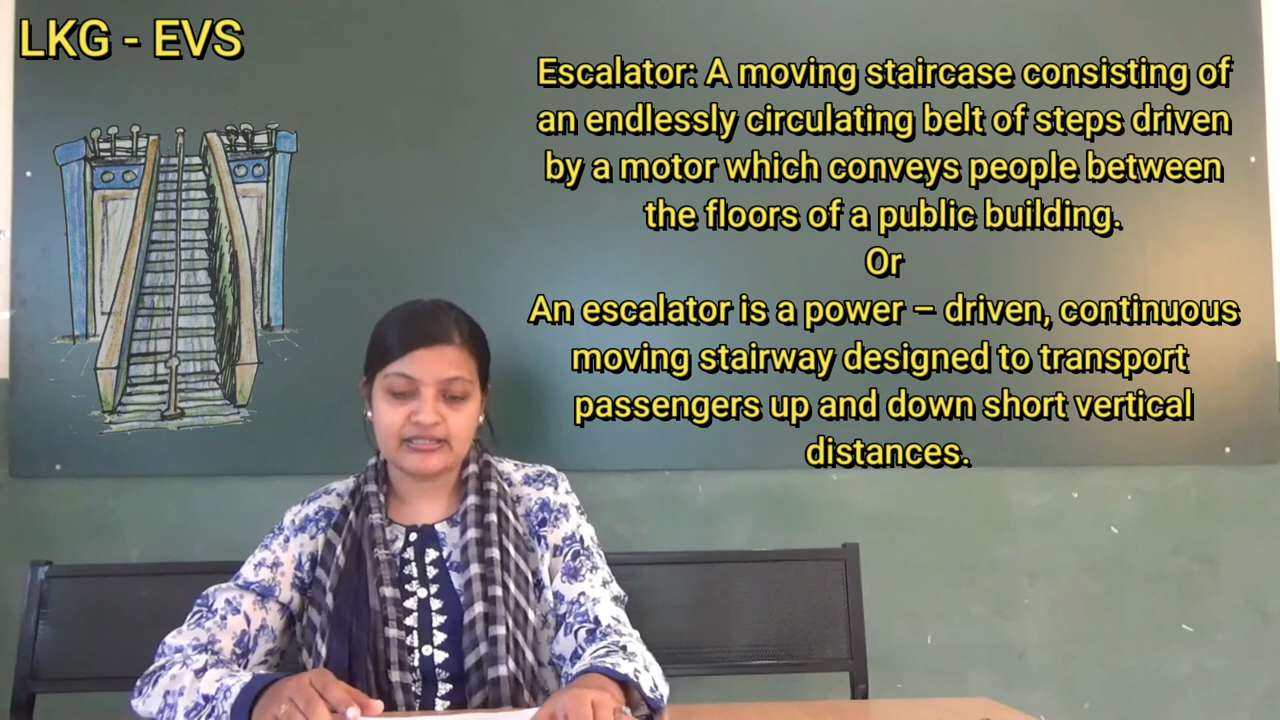 LKG - EVS
Escalator: A moving staircase consisting of
an endlessly circulating belt of steps driven
by a motor which conveys people between
the floors of a public building.
Or
An escalator is a power – driven, continuous
moving stairway designed to transport
passengers up and down short vertical
distances.